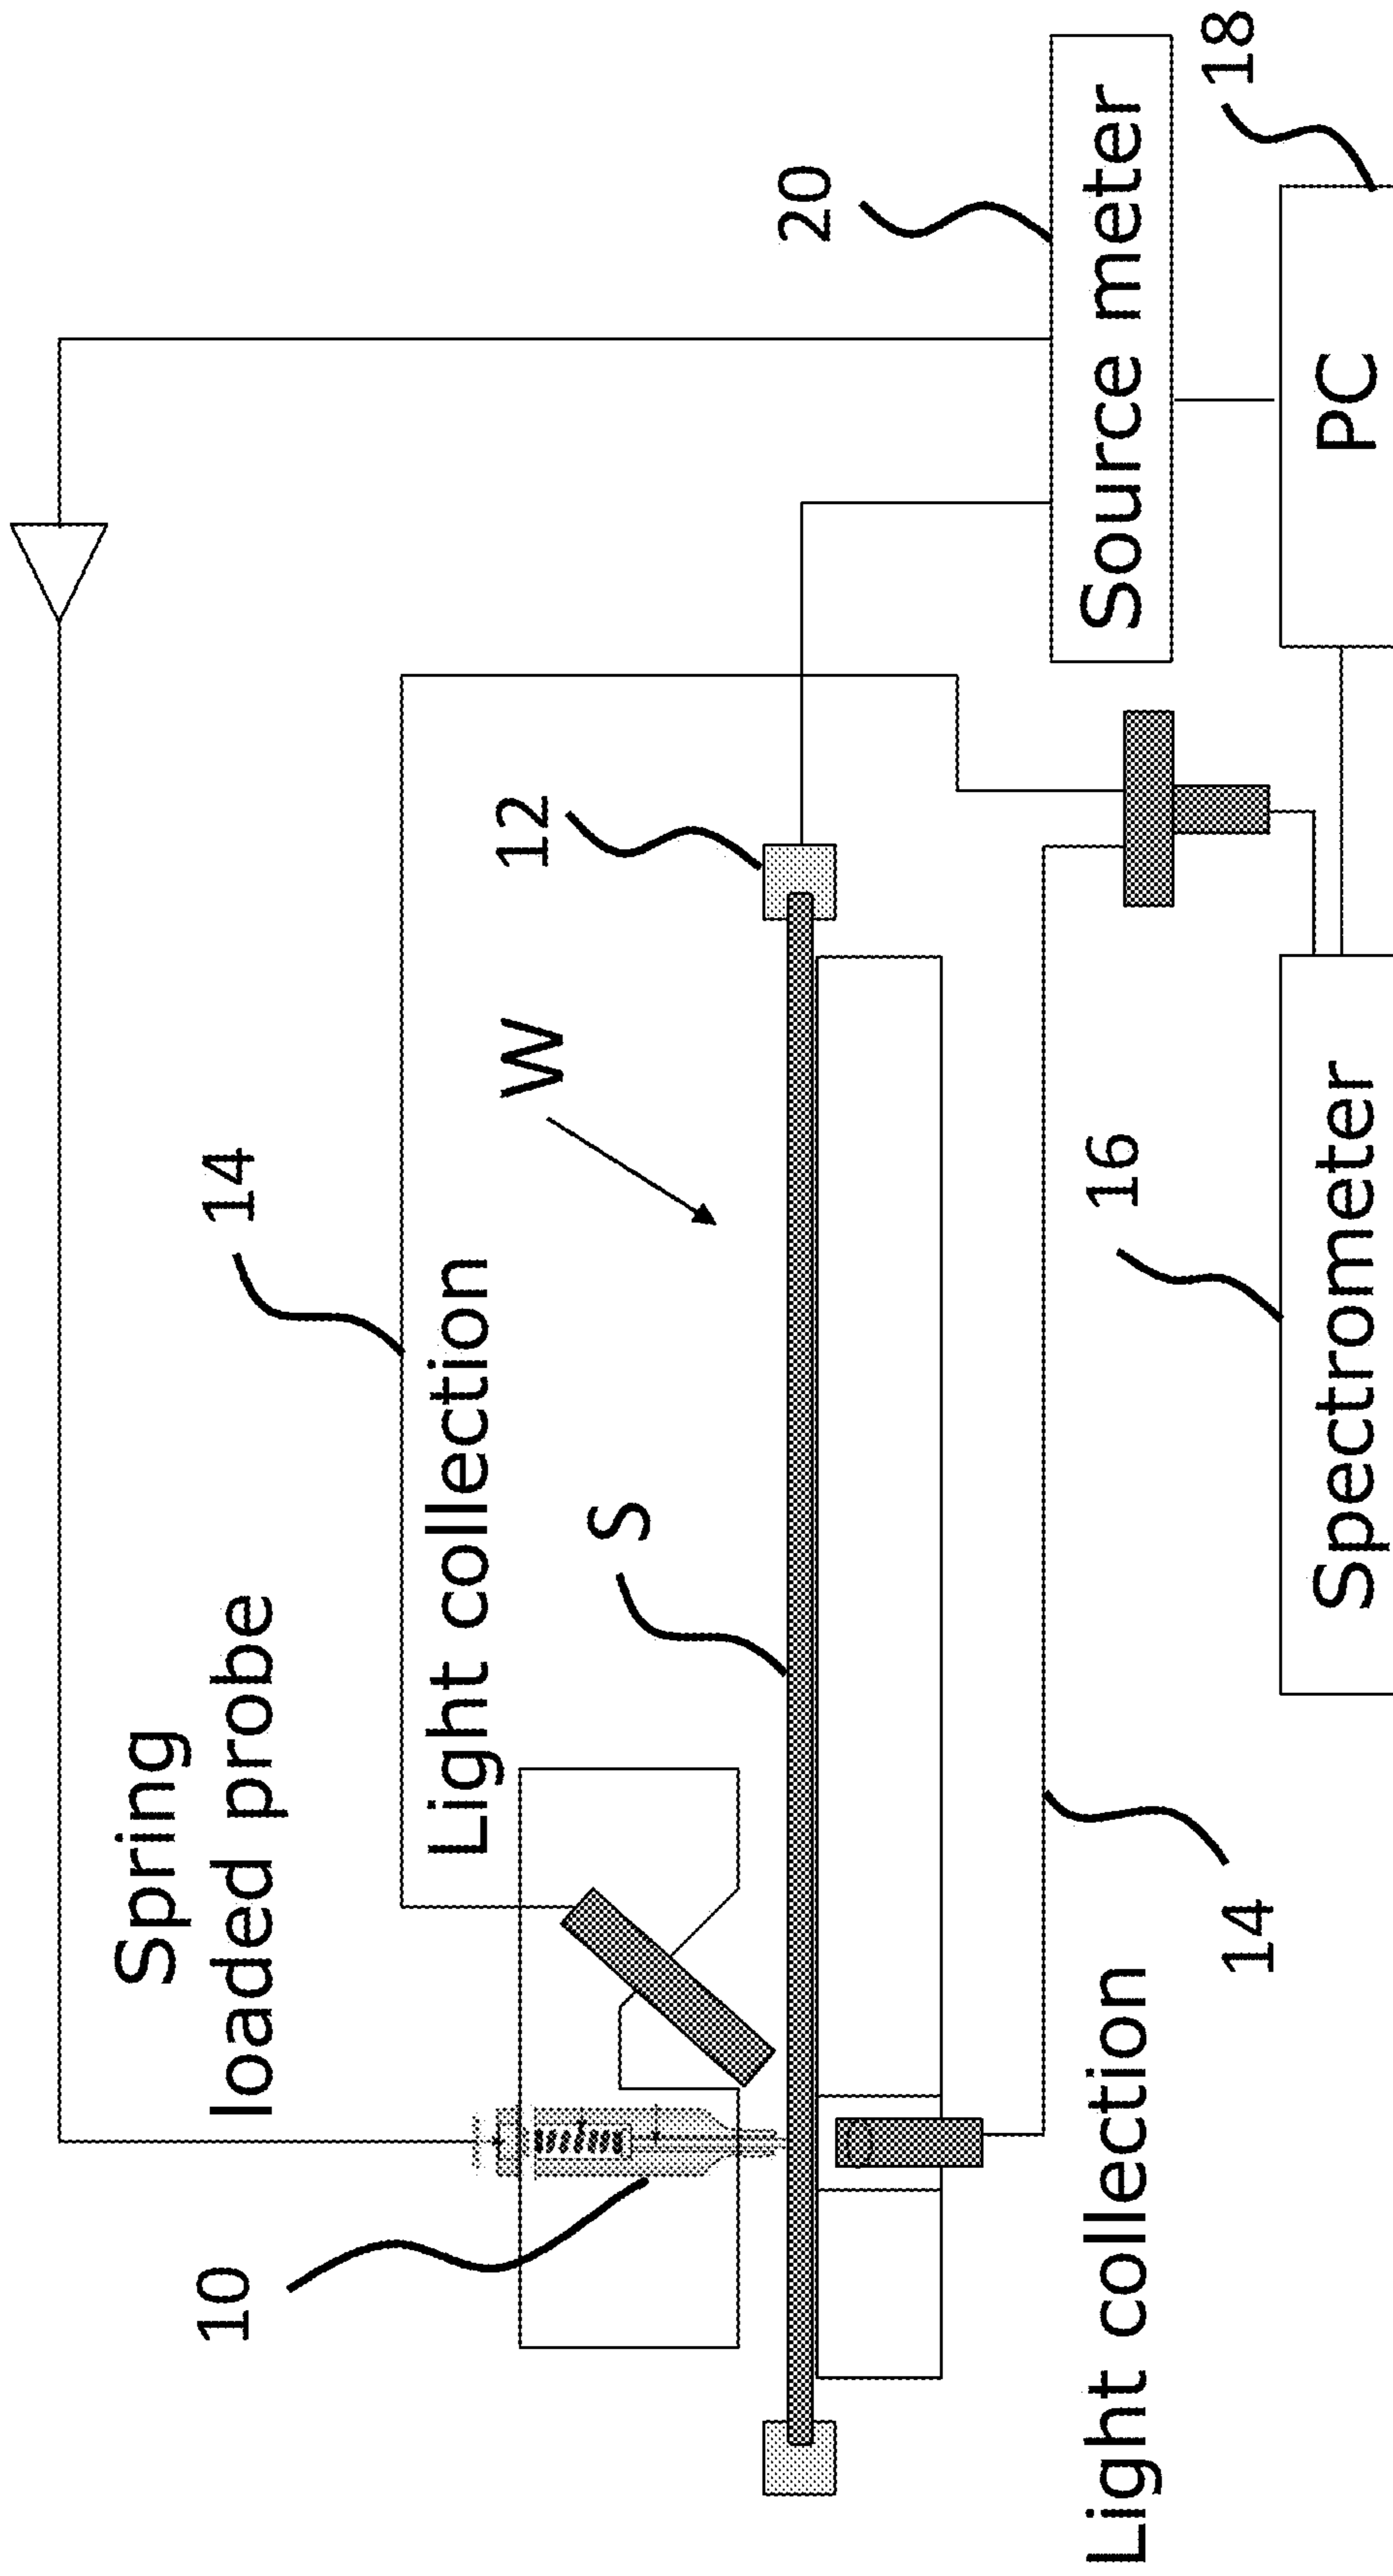 Spring
loaded probe
14
10
Light collection
12
W
S
20
Light collection
14
16
Source meter
18
Spectrometer
PC